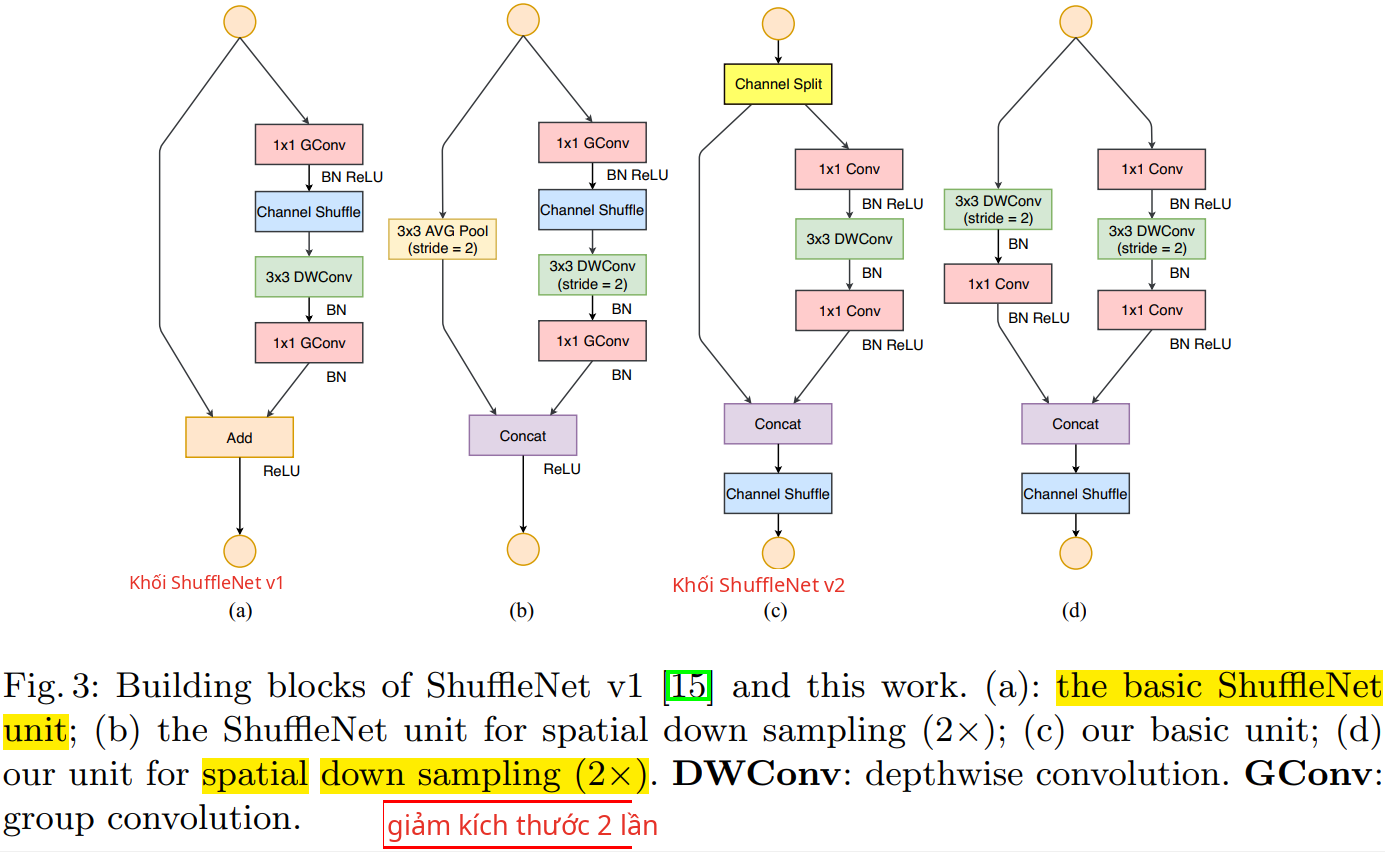 1x1 GConv
BN ReLU
Channel Shuffle
3x3 DWConv
BN
1x1 GConv
BN
Add
ReLU
Khối ShuffleNet v1
(a)
3x3 AVG Pool
(stride = 2)
1x1 GConv
BN ReLU
Channel Shuffle
3x3 DWConv
(stride = 2)
BN
1x1 GConv
BN
Concat
ReLU
(b)
Channel Split
1x1 Conv
BN ReLU
3x3 DWConv
BN
1x1 Conv
BN ReLU
Concat
Channel Shuffle
Khối ShuffleNet v2
(c)
3x3 DWConv
(stride = 2)
BN
1x1 Conv
BN ReLU
1x1 Conv
BN ReLU
3x3 DWConv
(stride = 2)
BN
1x1 Conv
BN ReLU
Concat
Channel Shuffle
(d)
Fig. 3: Building blocks of ShuffleNet v1 [15] and this work. (a): the basic ShuffleNet
unit; (b) the ShuffleNet unit for spatial down sampling (2×); (c) our basic unit; (d)
our unit for spatial down sampling (2×). DWConv: depthwise convolution. GConv:
group convolution.
giảm kích thước 2 lần